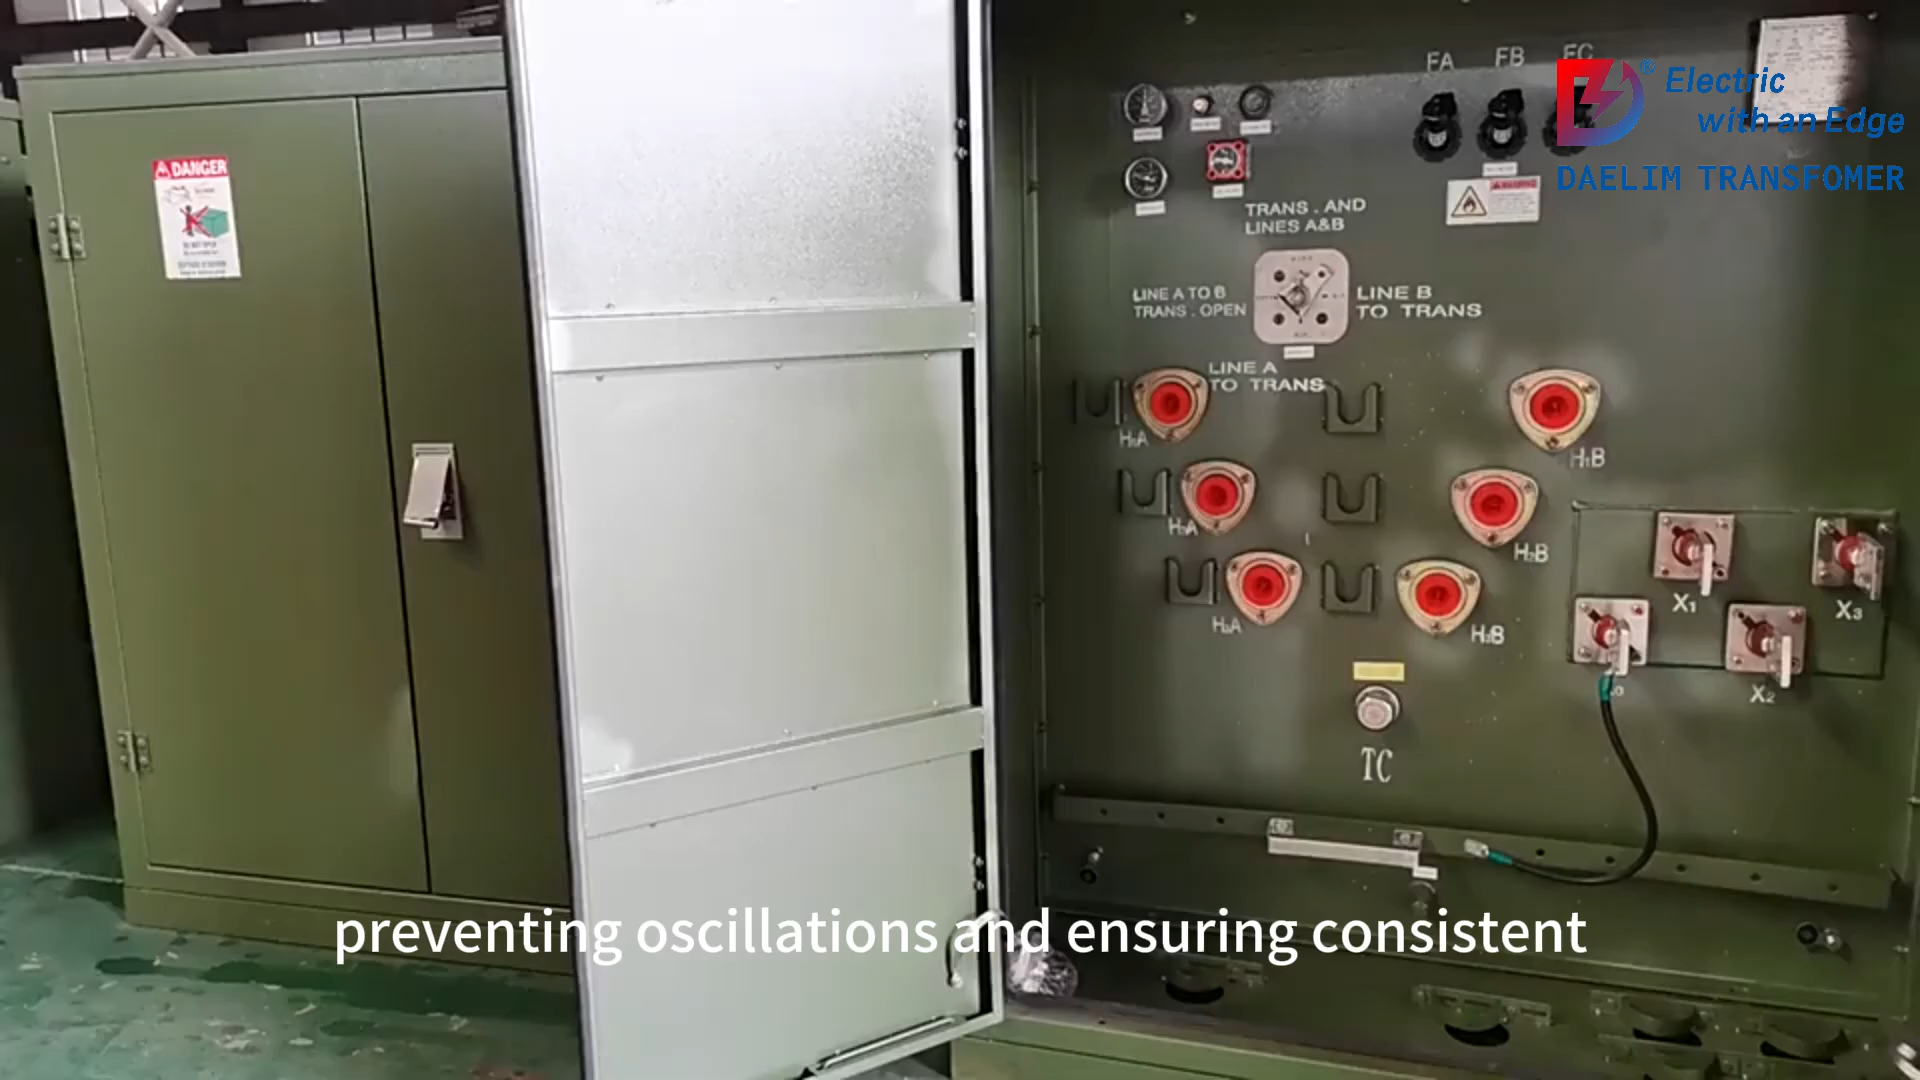 DANGER
FA
FB
FC
Electric
with an Edge
DAELIM TRANSFOMER
TRANS . AND
LINES A&B
LINE A TO B
TRANS . OPEN
LINE B
TO TRANS
LINE A
TO TRANS
H₁A
H₁B
H₂A
H₂B
H₃A
H₃B
X₁
X₃
X₂
TC
preventing oscillations and ensuring consistent